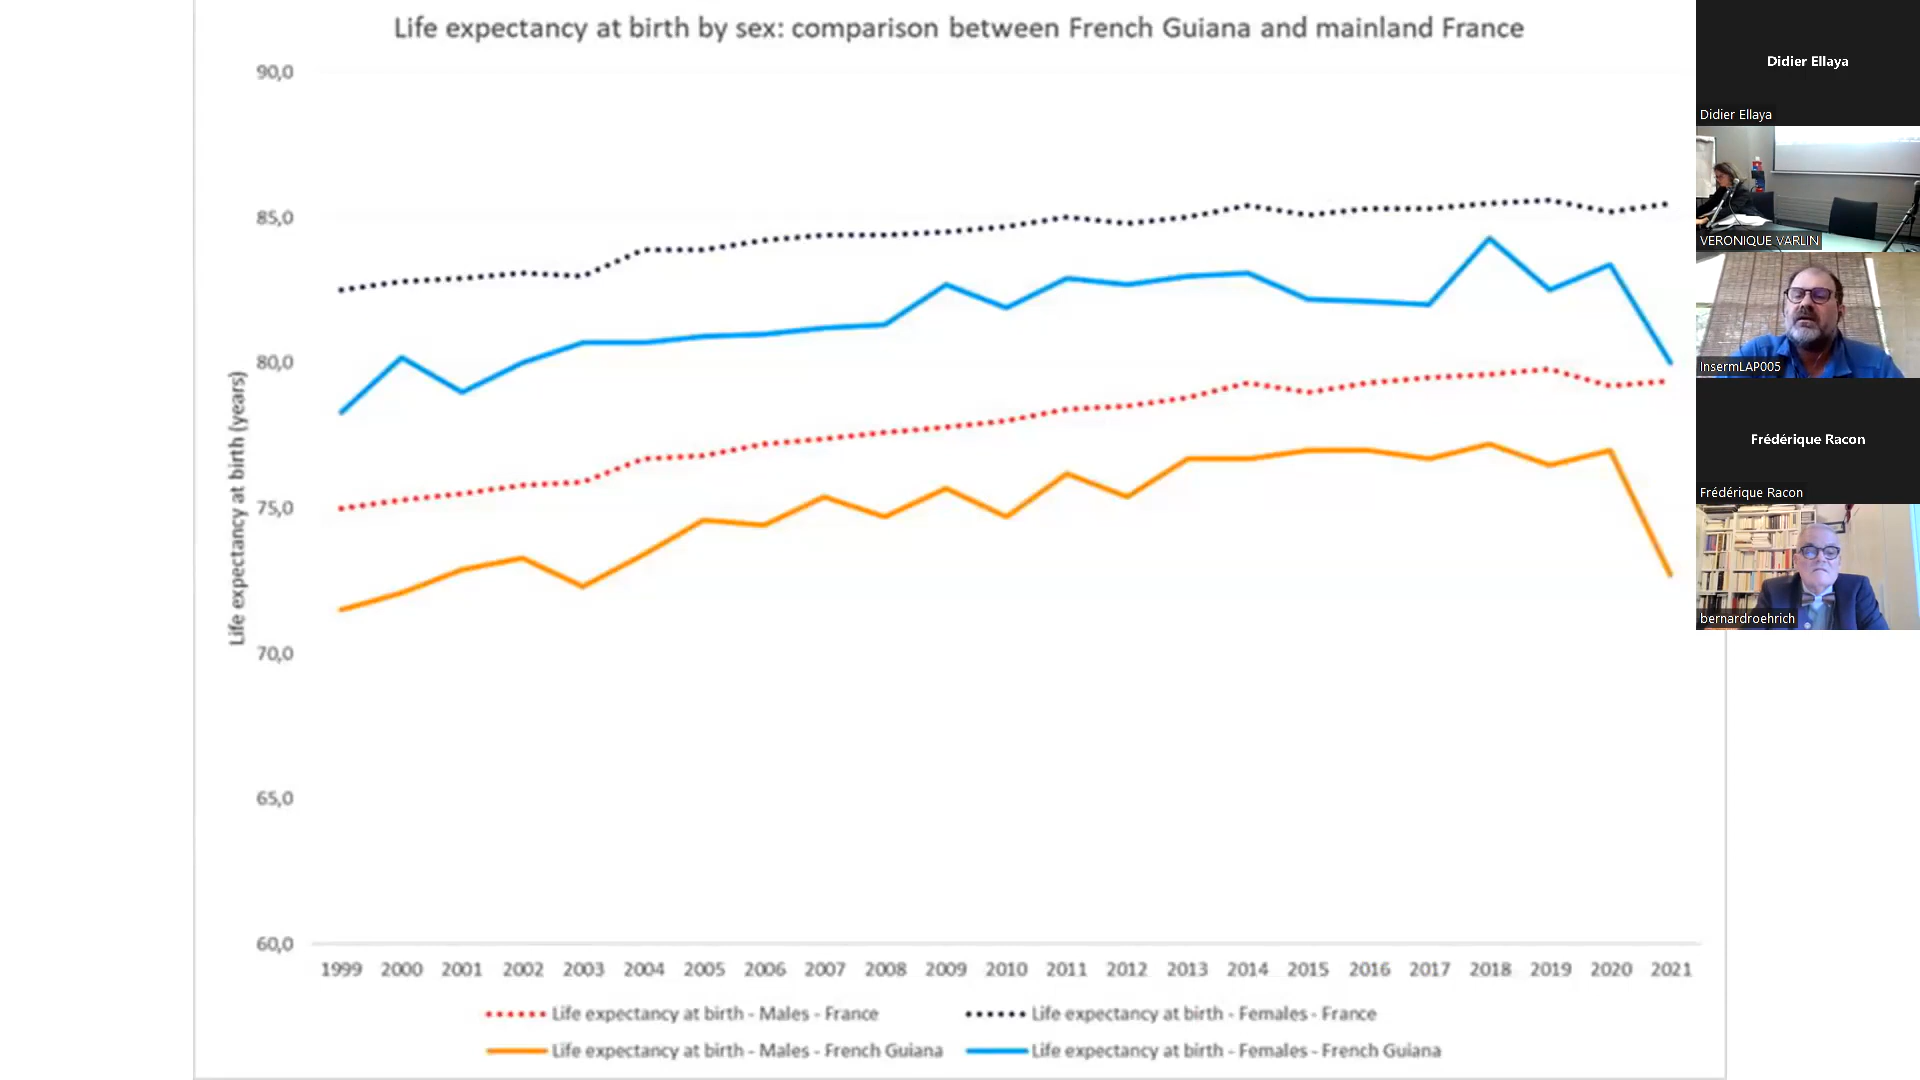 Life expectancy at birth by sex: comparison between French Guiana and mainland France
Life expectancy at birth (years)
90,0
85,0
80,0
75,0
70,0
65,0
60,0
1999 2000 2001 2002 2003 2004 2005 2006 2007 2008 2009 2010 2011 2012 2013 2014 2015 2016 2017 2018 2019 2020 2021
Life expectancy at birth - Males - France
Life expectancy at birth - Females - France
Life expectancy at birth - Males - French Guiana
Life expectancy at birth - Females - French Guiana
Didier Ellaya
Didier Ellaya
VERONIQUE VARLIN
InsermLAP005
Frédérique Racon
Frédérique Racon
bernardroehrich